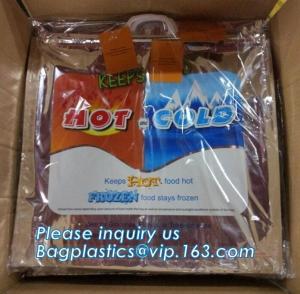 KEEPS
HOT COLD
Keeps HOT food hot
FROZEN food stays frozen
Please inquiry us
Bagplastics@vip.163.com